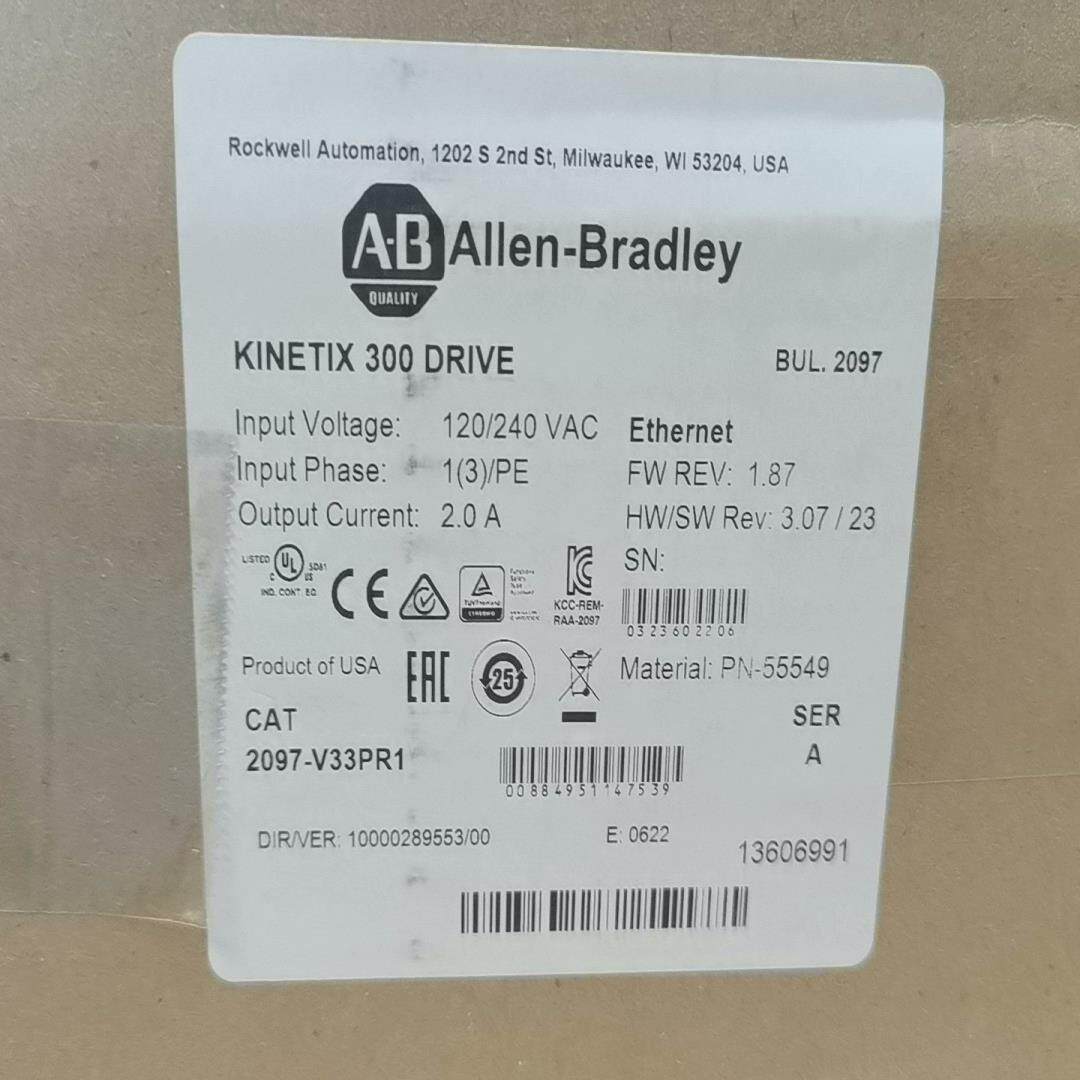 Rockwell Automation, 1202 S 2nd St, Milwaukee, WI 53204, USA
A-B Allen-Bradley
QUALITY
KINETIX 300 DRIVE BUL. 2097
Input Voltage: 120/240 VAC Ethernet
Input Phase: 1(3)/PE FW REV: 1.87
Output Current: 2.0 A HW/SW Rev: 3.07 / 23
SN:
LISTED UL 5D81
C US
IND. CONT. EQ.
CE
KCC-REM-
RAA-2097
0323602206
Product of USA EAC 25 Material: PN-55549
CAT SER
2097-V33PR1 A
00884951147539
DIR/VER: 10000289553/00 E: 0622 13606991